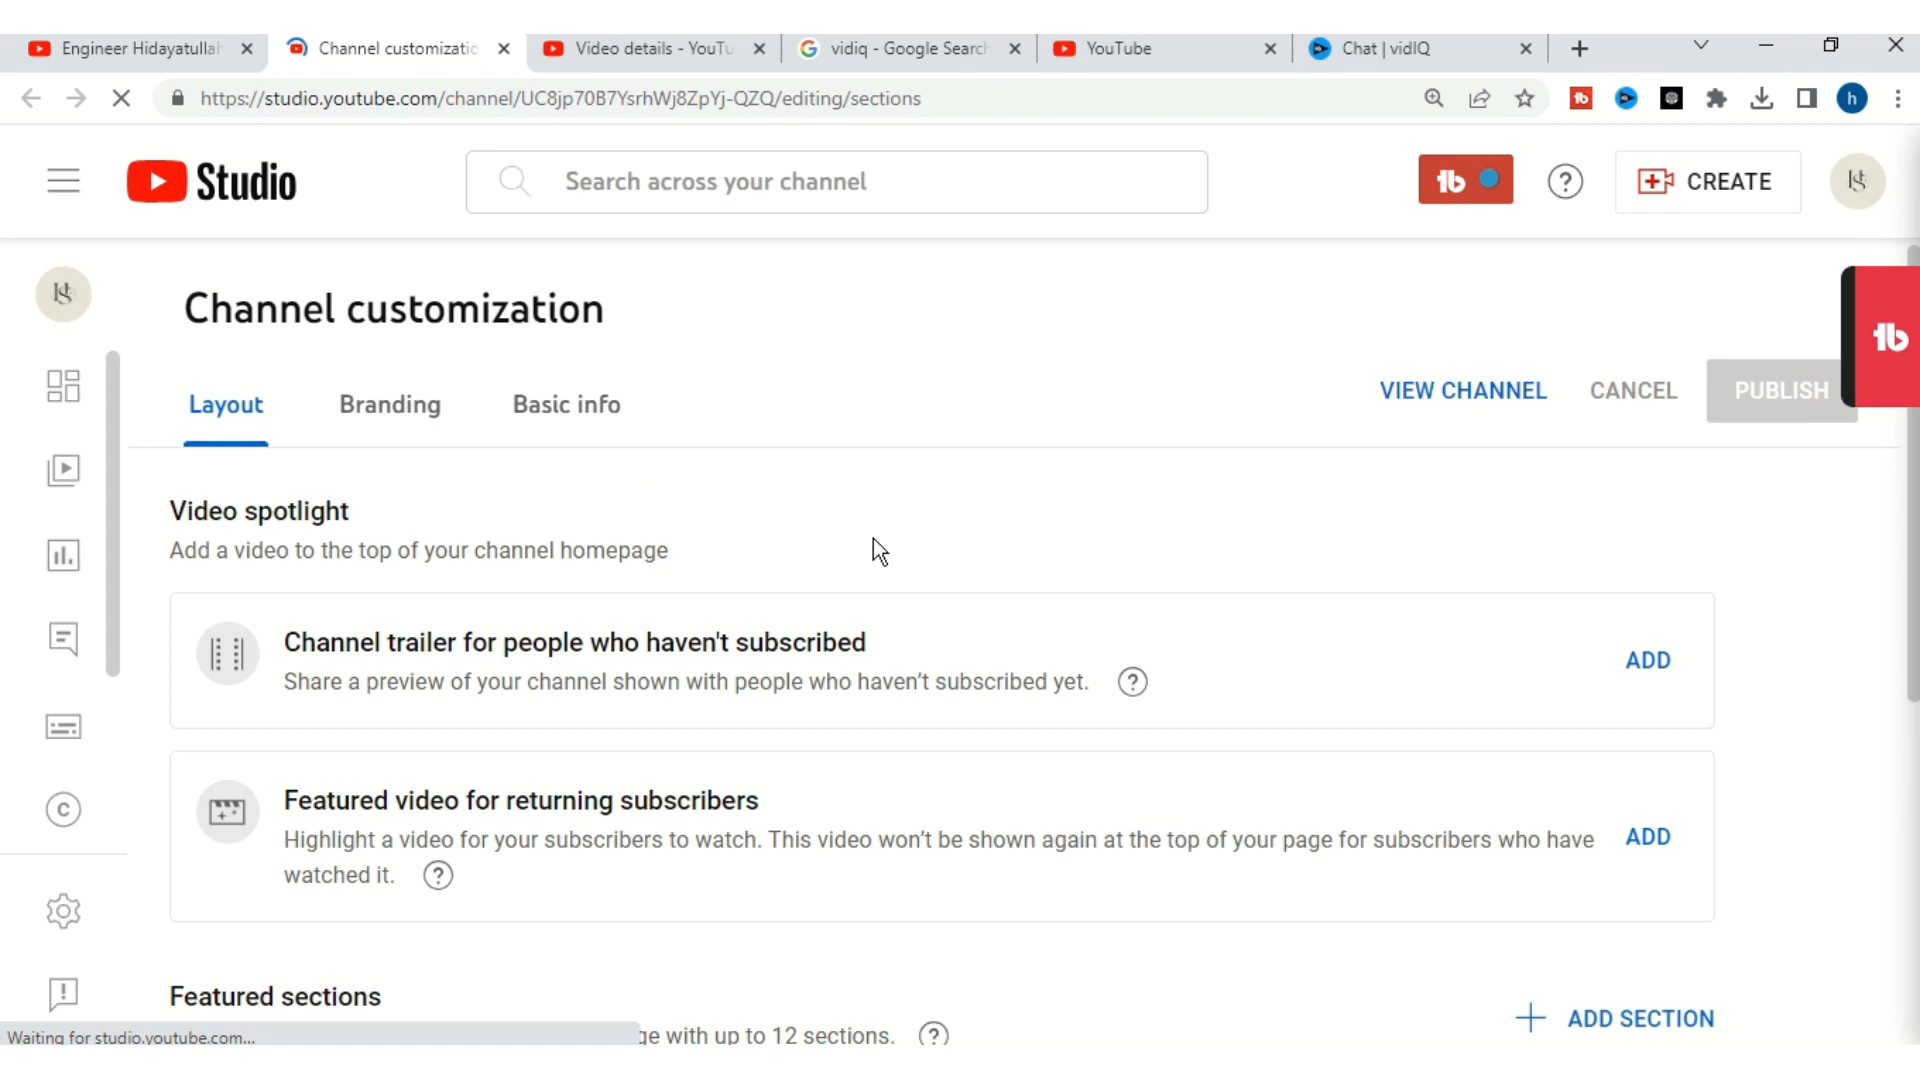 Engineer Hidayatullah
Channel customizatio
Video details - YouTu
vidiq - Google Search
YouTube
Chat | vidIQ
https://studio.youtube.com/channel/UC8jp70B7YsrhWj8ZpYj-QZQ/editing/sections
h
Studio
Search across your channel
CREATE
Channel customization
Layout
Branding
Basic info
VIEW CHANNEL
CANCEL
PUBLISH
Video spotlight
Add a video to the top of your channel homepage
Channel trailer for people who haven't subscribed
Share a preview of your channel shown with people who haven't subscribed yet.
ADD
Featured video for returning subscribers
Highlight a video for your subscribers to watch. This video won't be shown again at the top of your page for subscribers who have
watched it.
ADD
Featured sections
ADD SECTION
ge with up to 12 sections.
Waiting for studio.youtube.com...